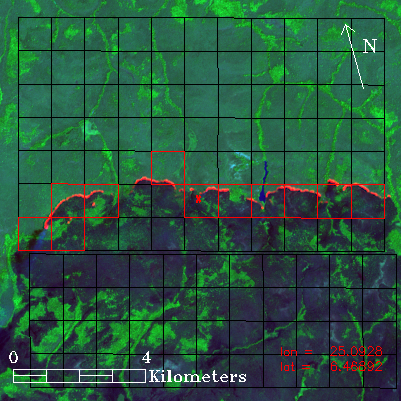 N
lon =
lat =
0 4
Kilometers